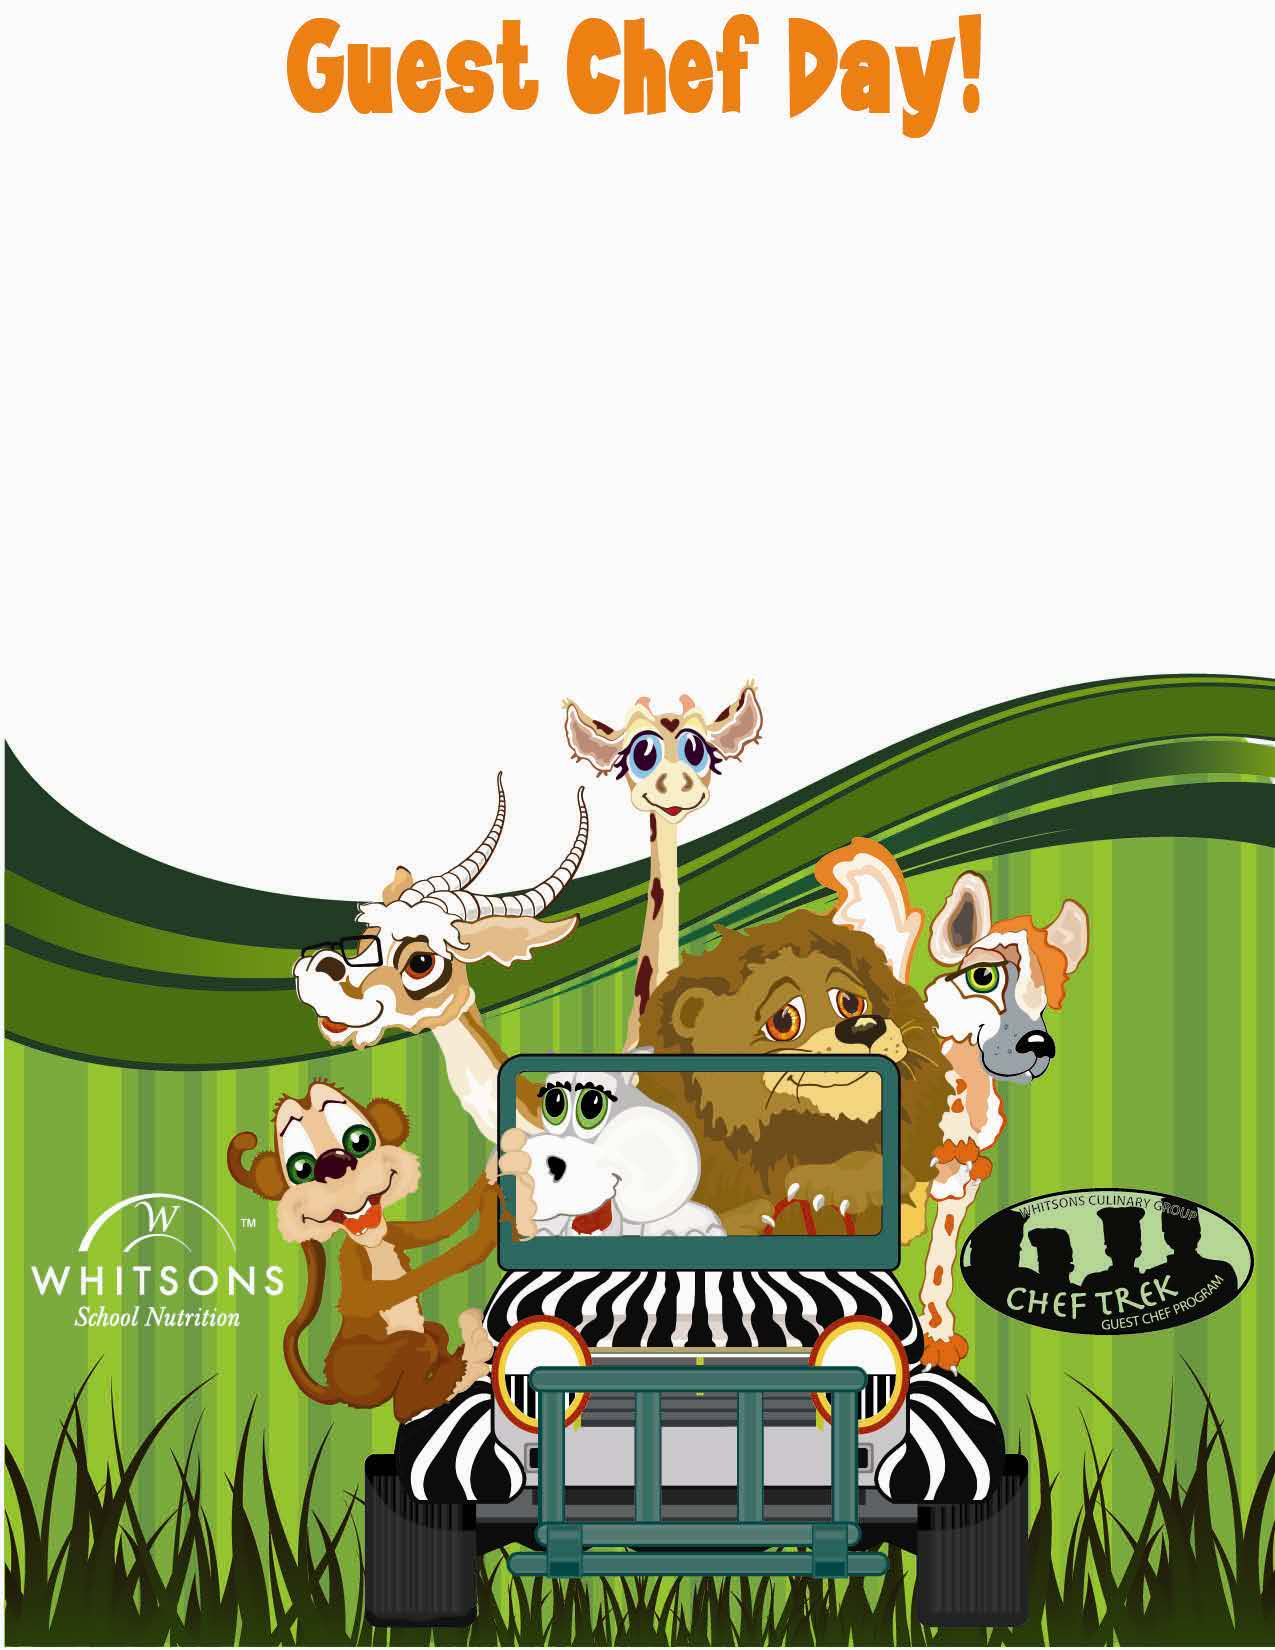 Guest Chef Day!
W
™
WHITSONS
School Nutrition
WHITSONS CULINARY GROUP
CHEF TREK
GUEST CHEF PROGRAM